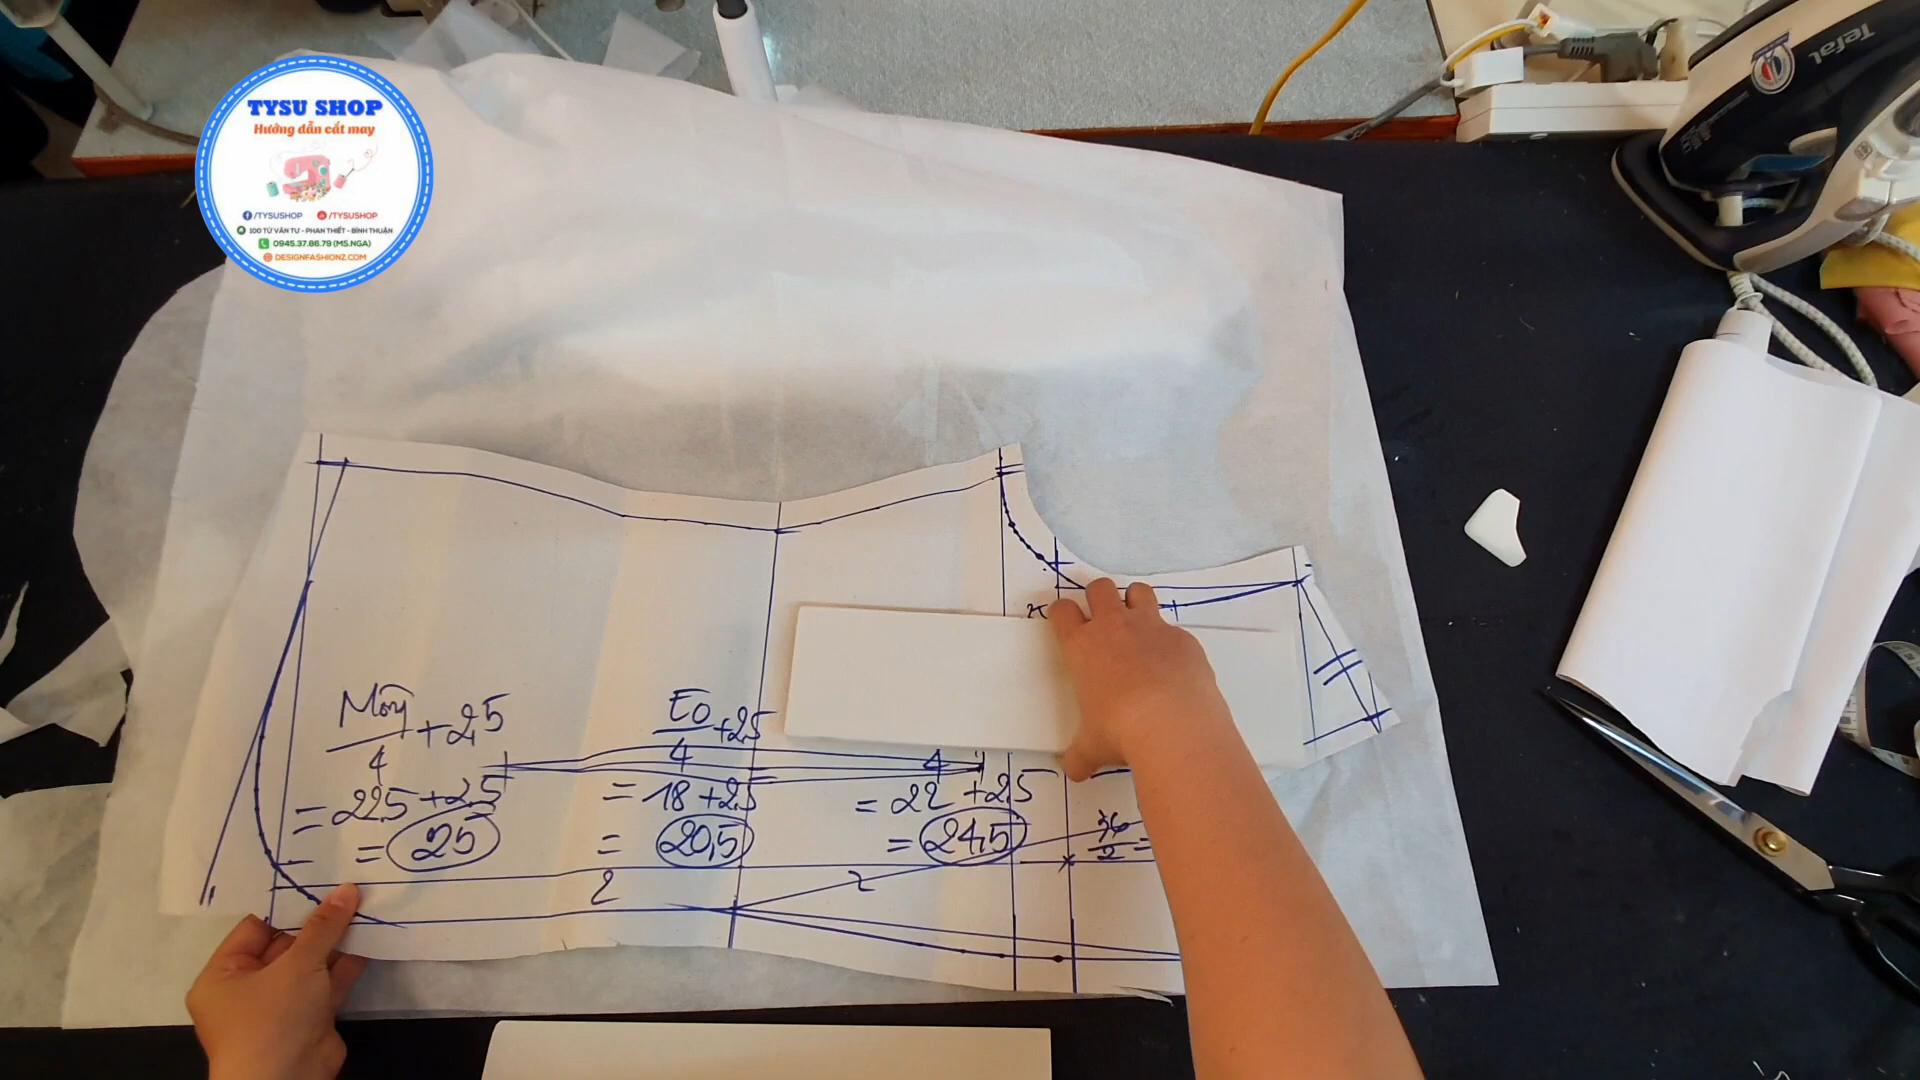 TYSU SHOP
Hướng dẫn cắt may
/TYSUSHOP /TYSUSHOP
100 TỪ VĂN TƯ - PHAN THIẾT - BÌNH THUẬN
0945.37.86.79 (MS.NGA)
DESIGNFASHIONZ.COM
Tefal
Mông/4 + 2,5
= 22,5 + 2,5
= 25
Eo/4 + 2,5
= 18 + 2,5
= 20,5
4
= 22 + 2,5
= 24,5
36/2 =
2
2